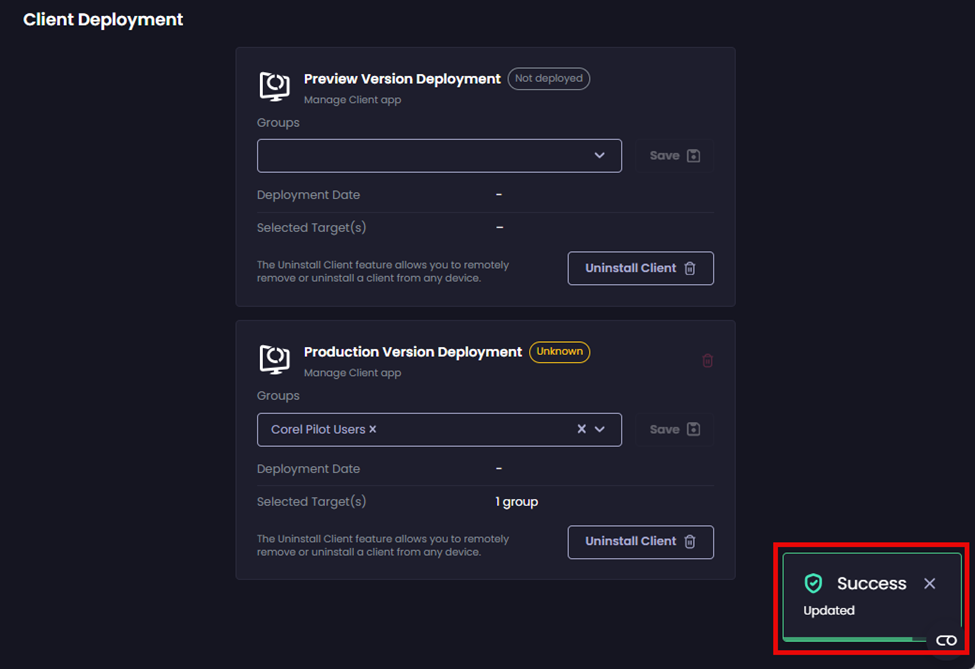 Client Deployment
Preview Version Deployment Not deployed
Manage Client app
Groups
Save
Deployment Date -
Selected Target(s) -
The Uninstall Client feature allows you to remotely
remove or uninstall a client from any device.
Uninstall Client
Production Version Deployment Unknown
Manage Client app
Groups
Corel Pilot Users ×
Save
Deployment Date -
Selected Target(s) 1 group
The Uninstall Client feature allows you to remotely
remove or uninstall a client from any device.
Uninstall Client
Success
Updated